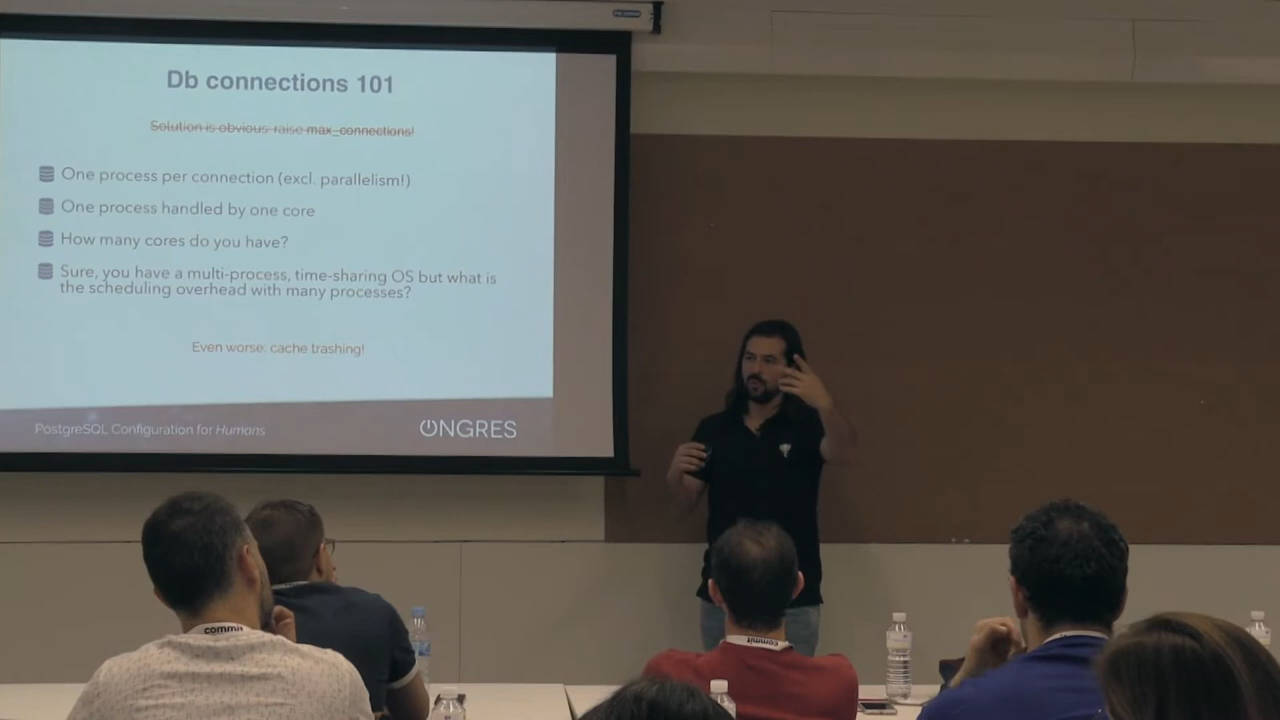 Db connections 101
Solution is obvious: raise max_connections!
One process per connection (excl. parallelism!)
One process handled by one core
How many cores do you have?
Sure, you have a multi-process, time-sharing OS but what is
the scheduling overhead with many processes?
Even worse: cache trashing!
PostgreSQL Configuration for Humans
ONGRES
commit
commit